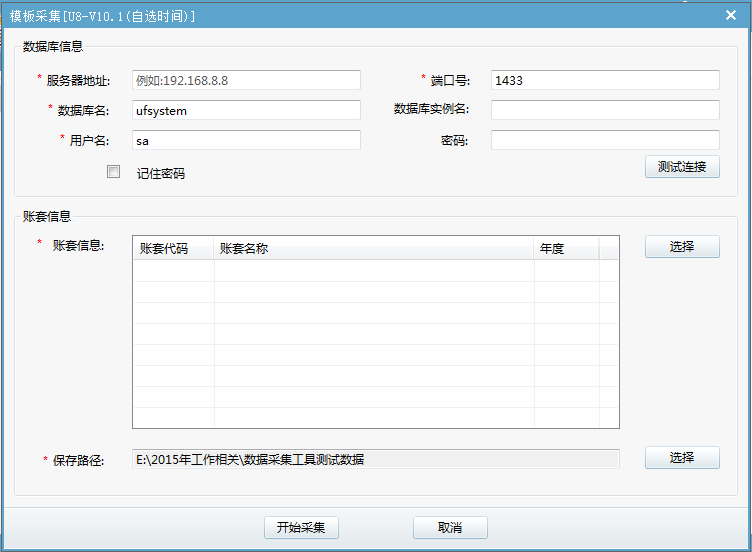 模板采集[U8-V10.1(自选时间)]
数据库信息
* 服务器地址: 例如:192.168.8.8 * 端口号: 1433
* 数据库名: ufsystem 数据库实例名:
* 用户名: sa 密码:
记住密码 测试连接
账套信息
* 账套信息: 账套代码 账套名称 年度 选择
* 保存路径: E:\2015年工作相关\数据采集工具测试数据 选择
开始采集 取消